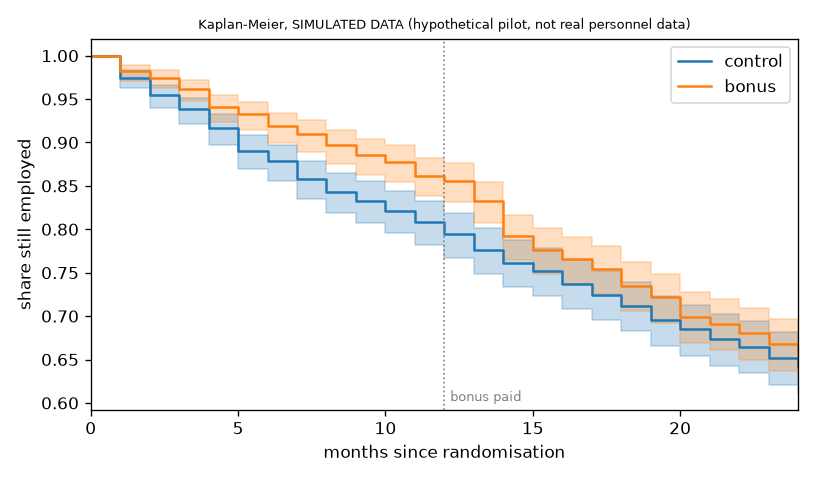 Kaplan-Meier, SIMULATED DATA (hypothetical pilot, not real personnel data)
control
bonus
1.00
0.95
0.90
0.85
0.80
0.75
0.70
0.65
0.60
share still employed
bonus paid
0
5
10
15
20
months since randomisation